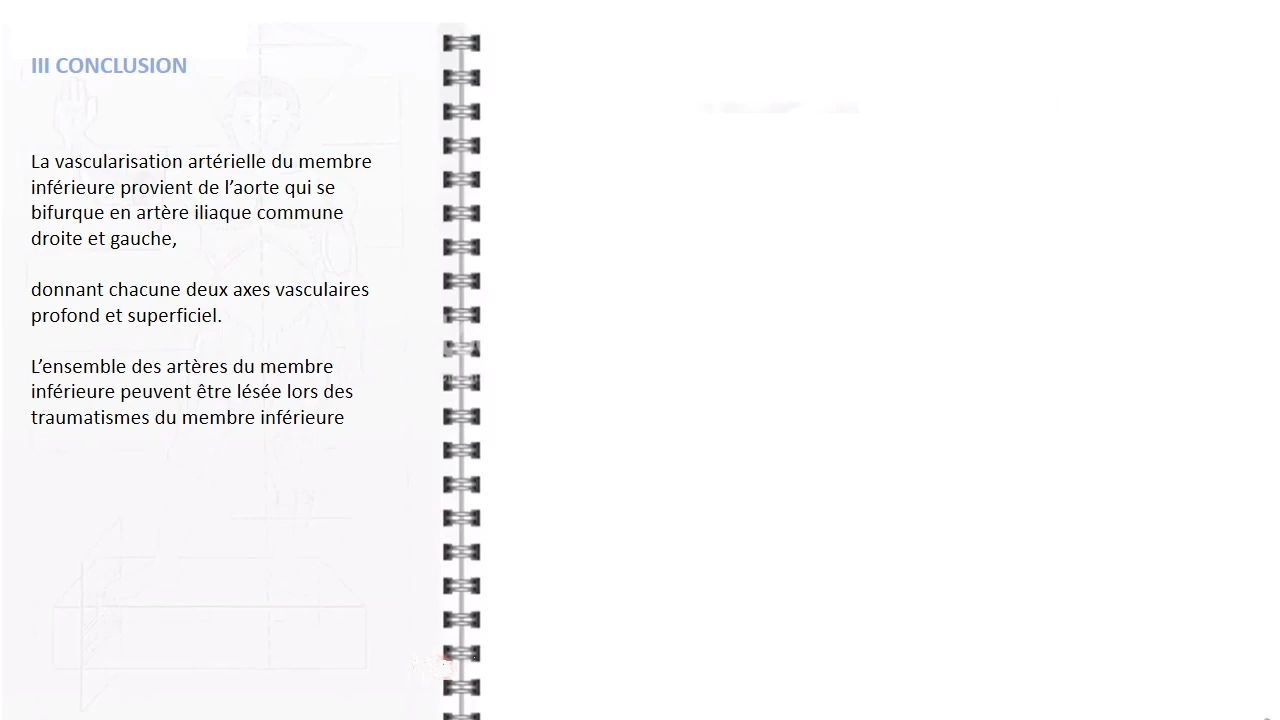 III CONCLUSION
La vascularisation artérielle du membre
inférieure provient de l’aorte qui se
bifurque en artère iliaque commune
droite et gauche,
donnant chacune deux axes vasculaires
profond et superficiel.
L’ensemble des artères du membre
inférieure peuvent être lésée lors des
traumatismes du membre inférieure